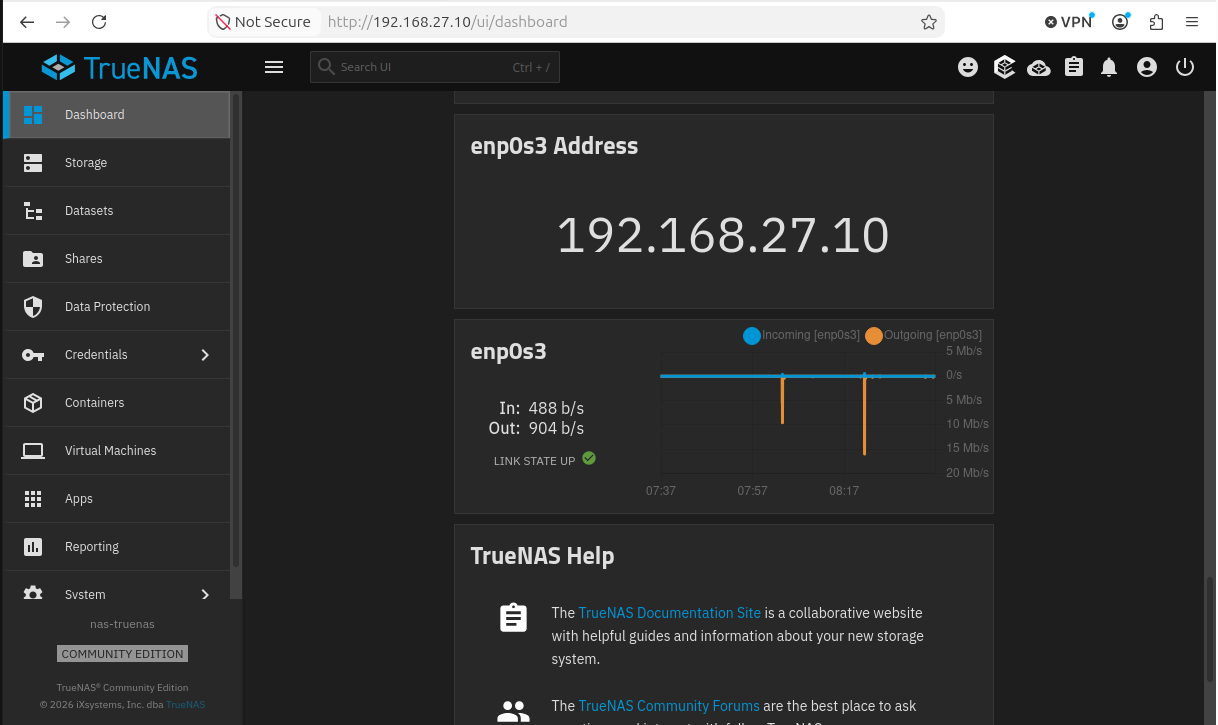 Not Secure http://192.168.27.10/ui/dashboard VPN
TrueNAS Search UI Ctrl + /
Dashboard
Storage
Datasets
Shares
Data Protection
Credentials
Containers
Virtual Machines
Apps
Reporting
System
nas-truenas
COMMUNITY EDITION
TrueNAS® Community Edition
© 2026 iXsystems, Inc. dba TrueNAS
enp0s3 Address
192.168.27.10
enp0s3
In: 488 b/s
Out: 904 b/s
LINK STATE UP
Incoming [enp0s3] Outgoing [enp0s3]
5 Mb/s
0/s
5 Mb/s
10 Mb/s
15 Mb/s
20 Mb/s
07:37 07:57 08:17
TrueNAS Help
The TrueNAS Documentation Site is a collaborative website
with helpful guides and information about your new storage
system.
The TrueNAS Community Forums are the best place to ask